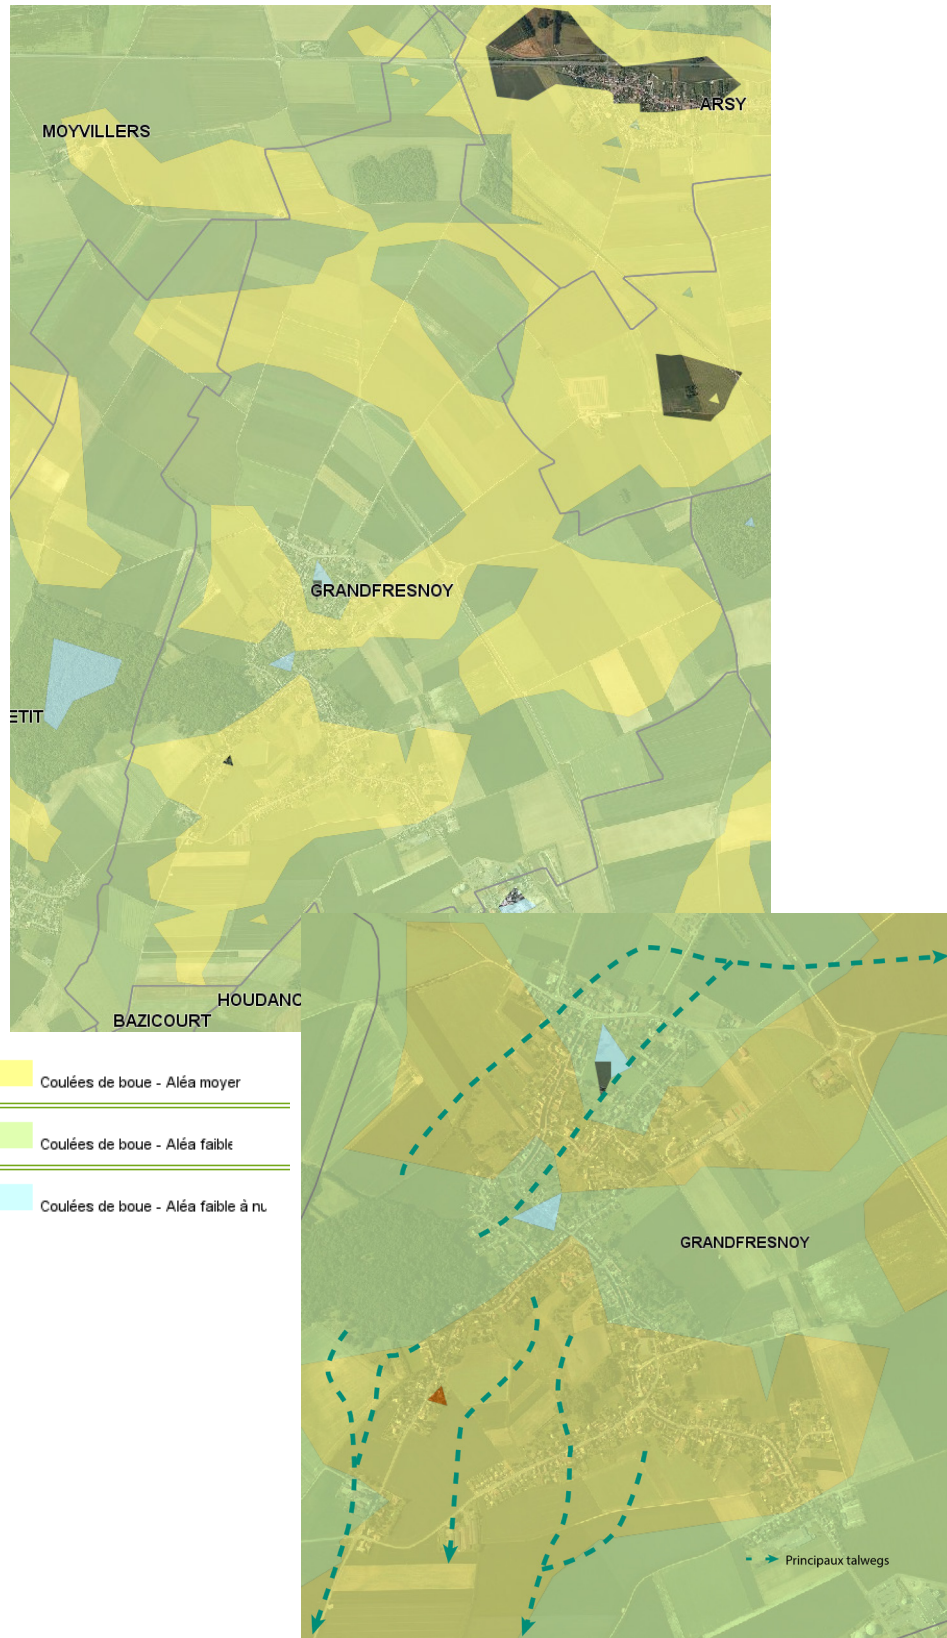 ARSY
MOYVILLERS
GRANDFRESNOY
ETIT
HOUDANC
BAZICOURT
Coulées de boue - Aléa moyer
Coulées de boue - Aléa faible
Coulées de boue - Aléa faible à nu
GRANDFRESNOY
Principaux talwegs